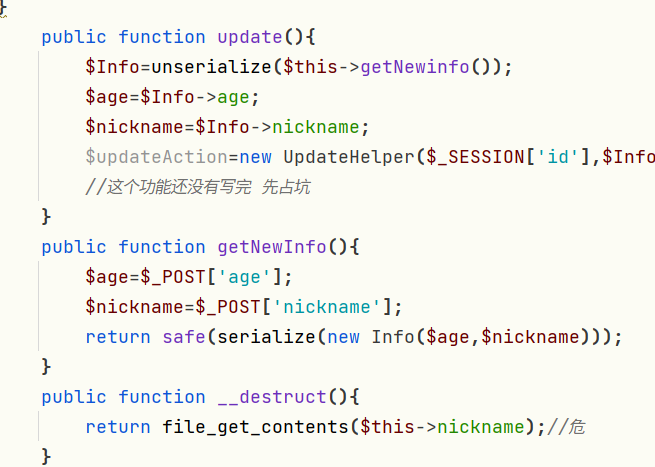 }
public function update(){
$Info=unserialize($this->getNewinfo());
$age=$Info->age;
$nickname=$Info->nickname;
$updateAction=new UpdateHelper($_SESSION['id'],$Info
//这个功能还没有写完 先占坑
}
public function getNewInfo(){
$age=$_POST['age'];
$nickname=$_POST['nickname'];
return safe(serialize(new Info($age,$nickname)));
}
public function __destruct(){
return file_get_contents($this->nickname);//危
}